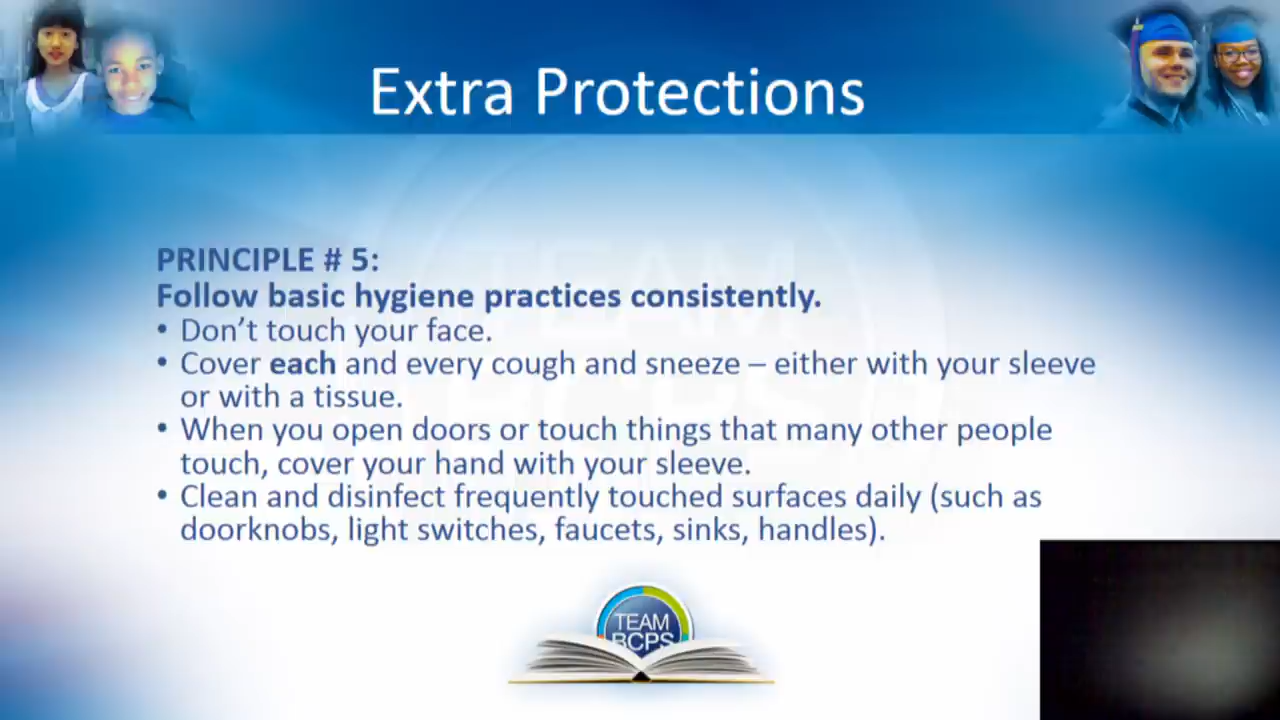 Extra Protections
PRINCIPLE # 5:
Follow basic hygiene practices consistently.
• Don’t touch your face.
• Cover each and every cough and sneeze – either with your sleeve
or with a tissue.
• When you open doors or touch things that many other people
touch, cover your hand with your sleeve.
• Clean and disinfect frequently touched surfaces daily (such as
doorknobs, light switches, faucets, sinks, handles).
TEAM
BCPS